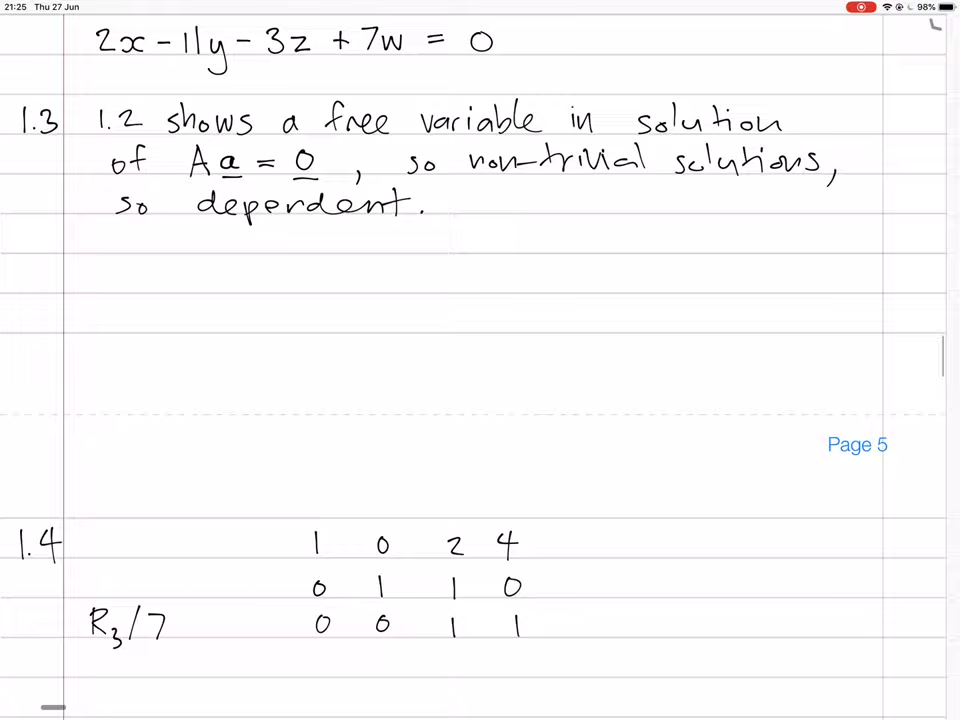 21:25 Thu 27 Jun 98%
2x - 11y - 3z + 7w = 0
1.3 1.2 shows a free variable in solution
of Aa = 0, so non-trivial solutions,
so dependent.
Page 5
1.4 1 0 2 4
0 1 1 0
R3/7 0 0 1 1